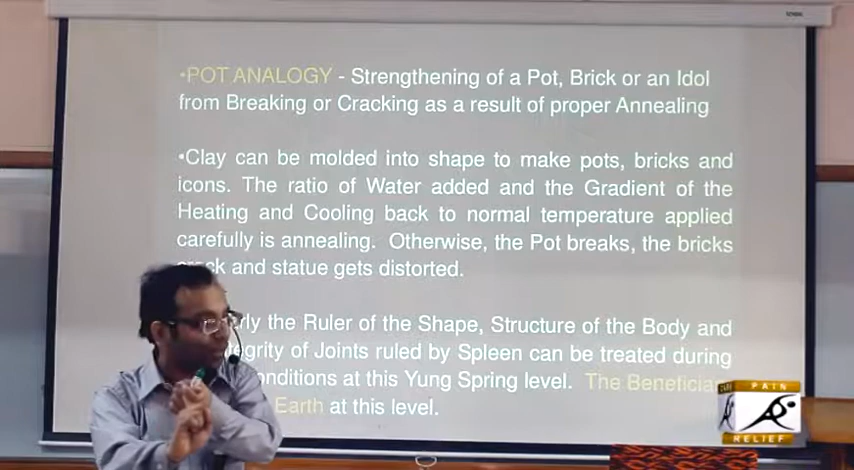 •POT ANALOGY - Strengthening of a Pot, Brick or an Idol
from Breaking or Cracking as a result of proper Annealing
•Clay can be molded into shape to make pots, bricks and
icons. The ratio of Water added and the Gradient of the
Heating and Cooling back to normal temperature applied
carefully is annealing. Otherwise, the Pot breaks, the bricks
and statue gets distorted.
the Ruler of the Shape, Structure of the Body and
of Joints ruled by Spleen can be treated during
at this Yung Spring level. The
Earth at this level.
PAIN
RELIEF